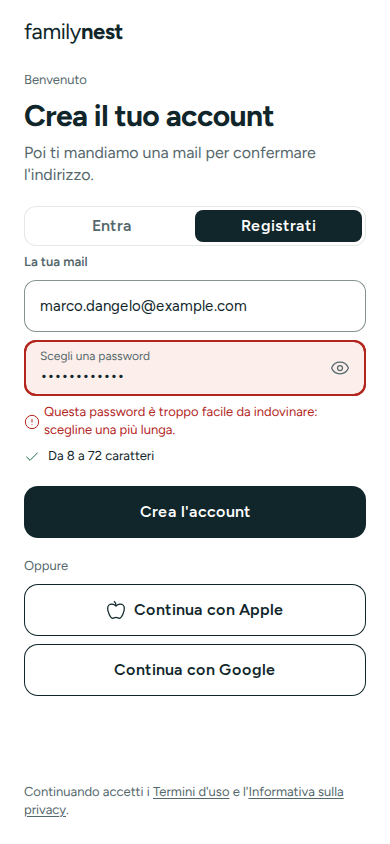 familynest
Benvenuto
Crea il tuo account
Poi ti mandiamo una mail per confermare
l'indirizzo.
Entra
Registrati
La tua mail
marco.dangelo@example.com
Scegli una password
••••••••••••
Questa password è troppo facile da indovinare:
scegline una più lunga.
Da 8 a 72 caratteri
Crea l'account
Oppure
Continua con Apple
Continua con Google
Continuando accetti i Termini d'uso e l'Informativa sulla
privacy.